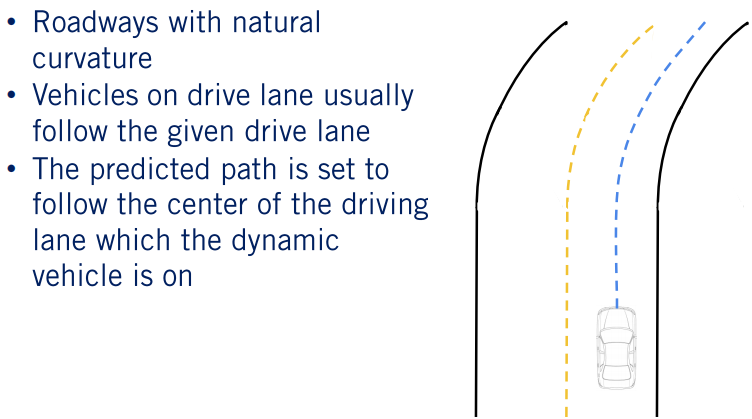 • Roadways with natural
curvature
• Vehicles on drive lane usually
follow the given drive lane
• The predicted path is set to
follow the center of the driving
lane which the dynamic
vehicle is on